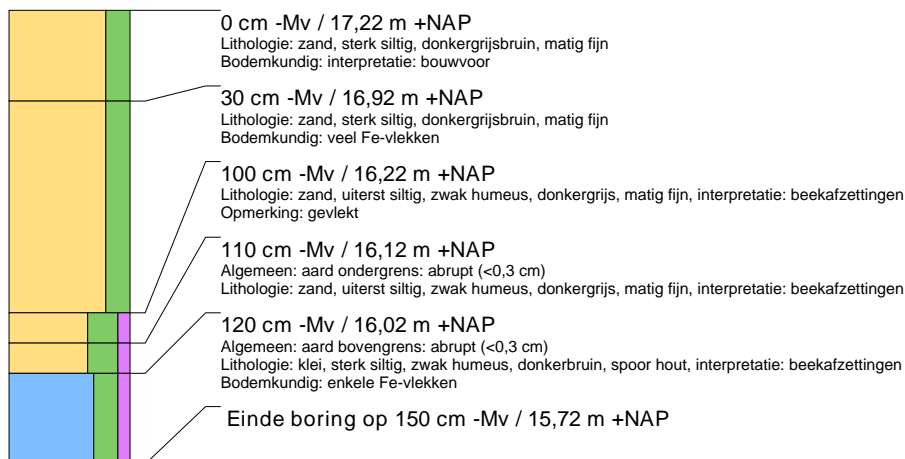 0 cm -Mv / 17,22 m +NAP
Lithologie: zand, sterk siltig, donkergrijsbruin, matig fijn
Bodemkundig: interpretatie: bouwvoor
30 cm -Mv / 16,92 m +NAP
Lithologie: zand, sterk siltig, donkergrijsbruin, matig fijn
Bodemkundig: veel Fe-vlekken
100 cm -Mv / 16,22 m +NAP
Lithologie: zand, uiterst siltig, zwak humeus, donkergrijs, matig fijn, interpretatie: beekafzettingen
Opmerking: gevlekt
110 cm -Mv / 16,12 m +NAP
Algemeen: aard ondergrens: abrupt (<0,3 cm)
Lithologie: zand, uiterst siltig, zwak humeus, donkergrijs, matig fijn, interpretatie: beekafzettingen
120 cm -Mv / 16,02 m +NAP
Algemeen: aard bovengrens: abrupt (<0,3 cm)
Lithologie: klei, sterk siltig, zwak humeus, donkerbruin, spoor hout, interpretatie: beekafzettingen
Bodemkundig: enkele Fe-vlekken
Einde boring op 150 cm -Mv / 15,72 m +NAP